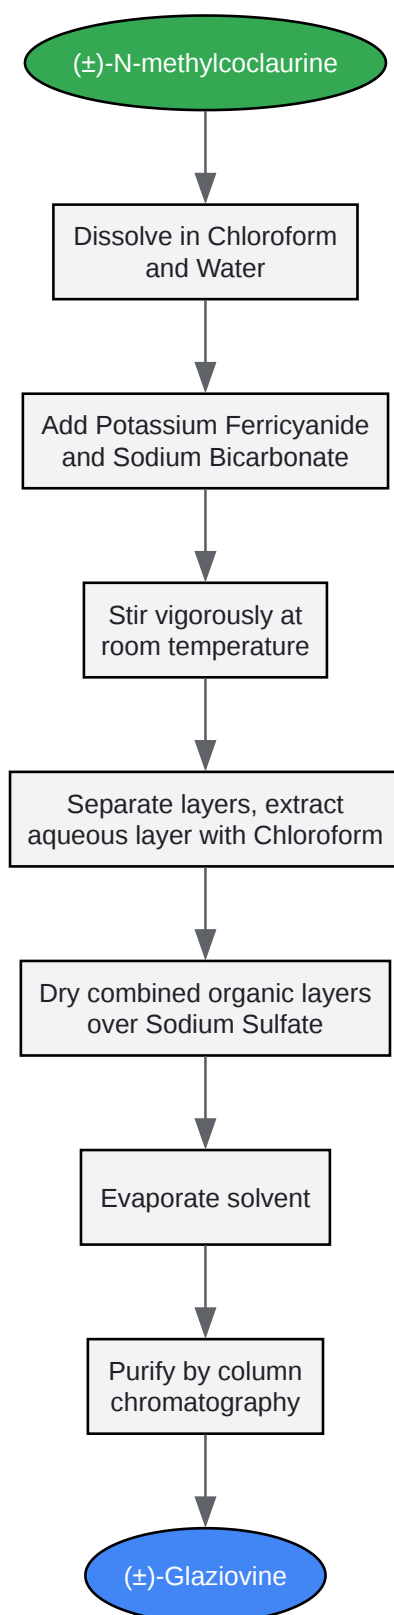 (±)-N-methylcoclaurine
Dissolve in Chloroform
and Water
Add Potassium Ferricyanide
and Sodium Bicarbonate
Stir vigorously at
room temperature
Separate layers, extract
aqueous layer with Chloroform
Dry combined organic layers
over Sodium Sulfate
Evaporate solvent
Purify by column
chromatography
(±)-Glaziovine